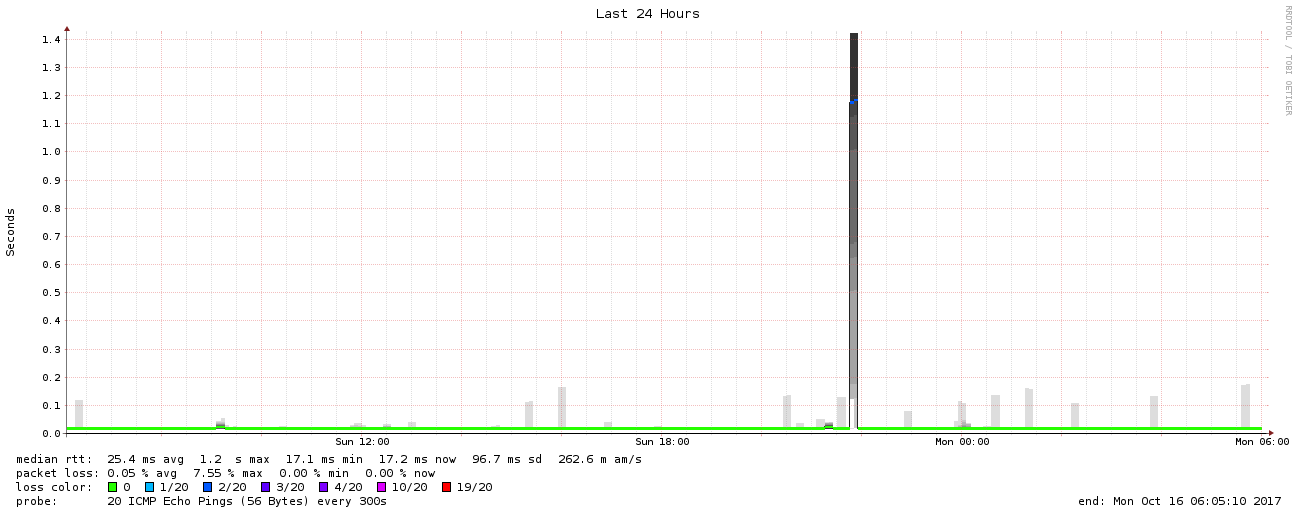 Last 24 Hours
RRDTOOL / TOBI OETIKER
Seconds
1.4
1.3
1.2
1.1
1.0
0.9
0.8
0.7
0.6
0.5
0.4
0.3
0.2
0.1
0.0
Sun 12:00 Sun 18:00 Mon 00:00 Mon 06:00
median rtt: 25.4 ms avg 1.2 s max 17.1 ms min 17.2 ms now 96.7 ms sd 262.6 m am/s
packet loss: 0.05 % avg 7.55 % max 0.00 % min 0.00 % now
loss color: 0 1/20 2/20 3/20 4/20 10/20 19/20
probe: 20 ICMP Echo Pings (56 Bytes) every 300s end: Mon Oct 16 06:05:10 2017